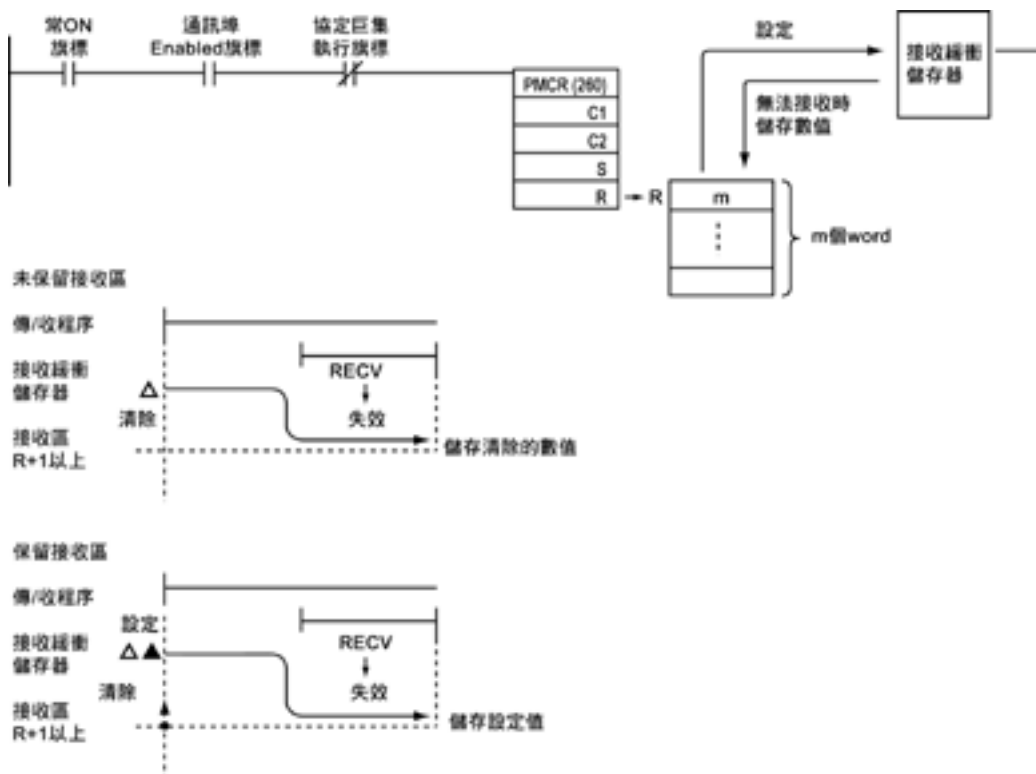 常ON
旗標
通訊埠
Enabled旗標
協定巨集
執行旗標
PMCR (260)
C1
C2
S
R
R
m
m個word
設定
接收緩衝
儲存器
無法接收時
儲存數值
未保留接收區
傳/收程序
接收緩衝
儲存器
清除
接收區
R+1以上
RECV
失效
儲存清除的數值
保留接收區
傳/收程序
設定
接收緩衝
儲存器
清除
接收區
R+1以上
RECV
失效
儲存設定值